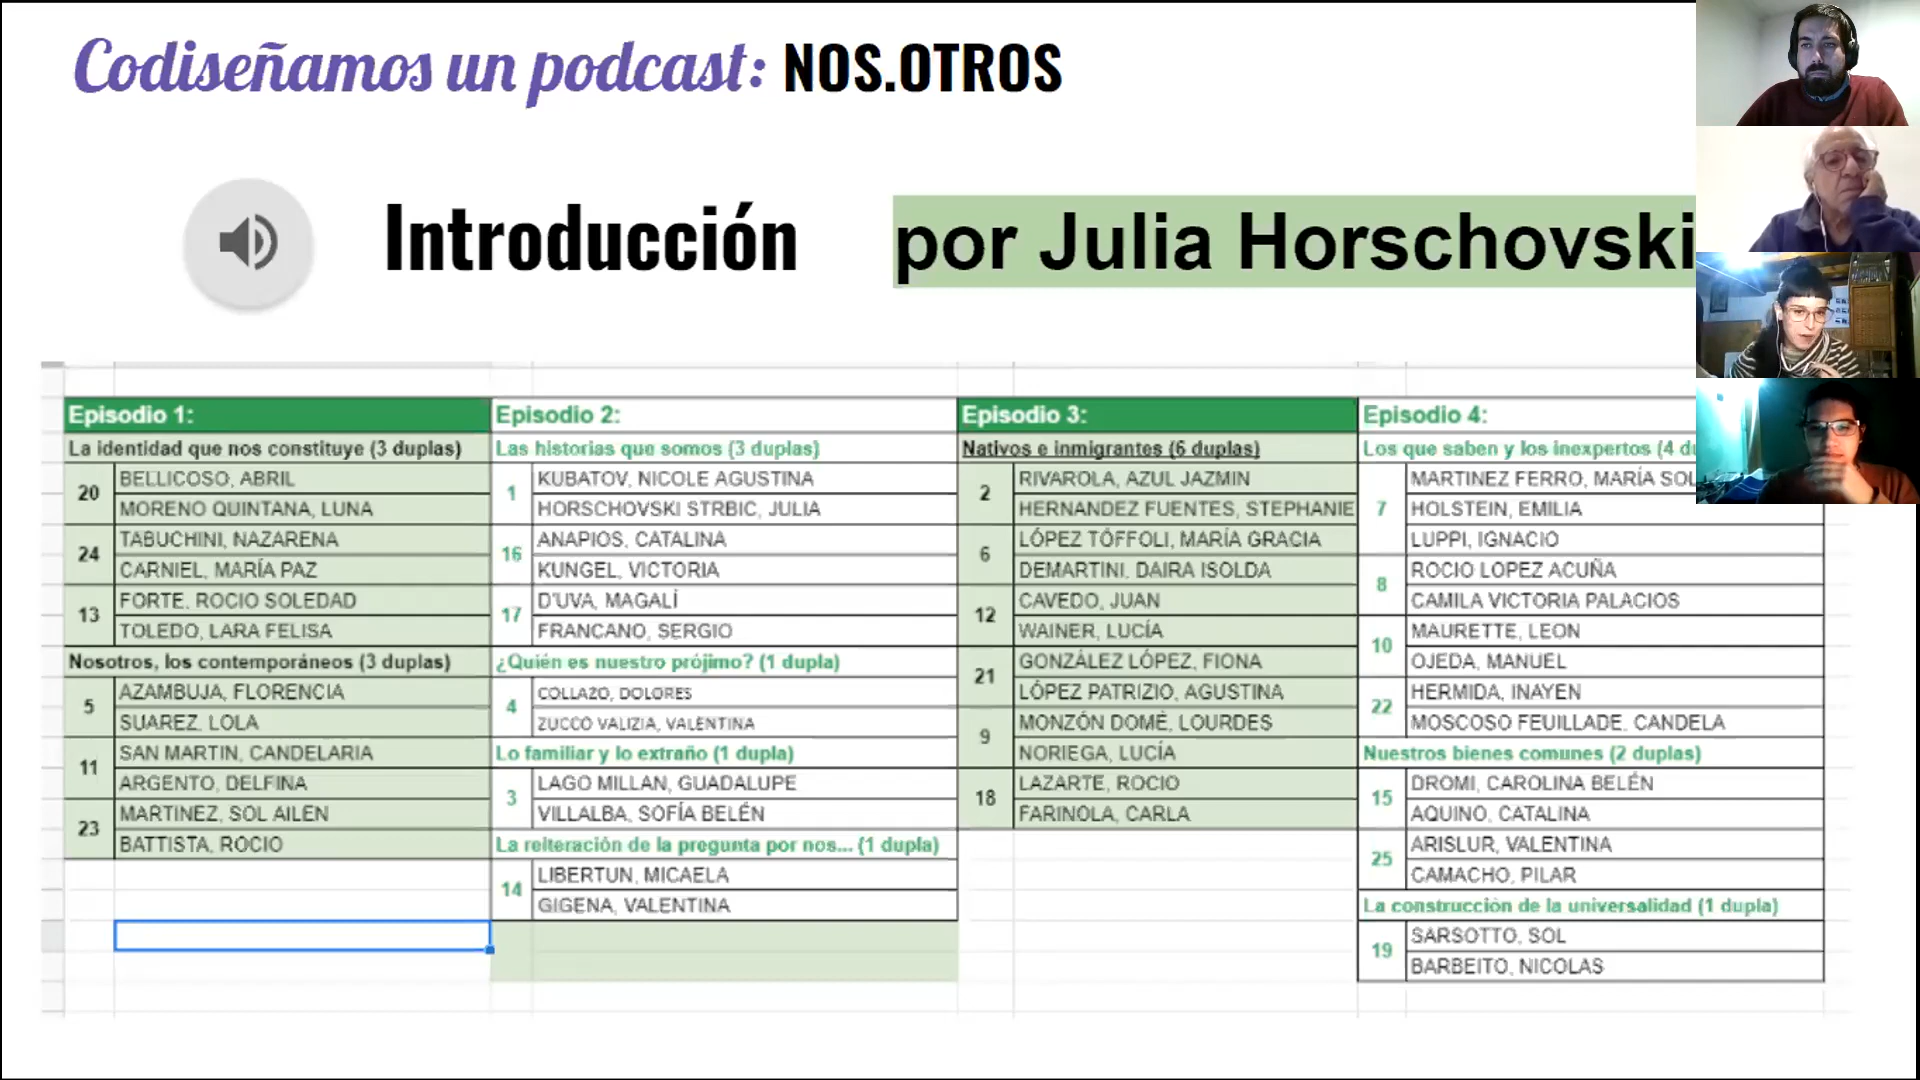 Codiseñamos un podcast: NOS.OTROS
Introducción
por Julia Horschovski
Episodio 1:
La identidad que nos constituye (3 duplas)
20
BELLICOSO, ABRIL
MORENO QUINTANA, LUNA
24
TABUCHINI, NAZARENA
CARNIEL, MARÍA PAZ
13
FORTE, ROCIO SOLEDAD
TOLEDO, LARA FELISA
Nosotros, los contemporáneos (3 duplas)
5
AZAMBUJA, FLORENCIA
SUAREZ, LOLA
11
SAN MARTIN, CANDELARIA
ARGENTO, DELFINA
23
MARTINEZ, SOL AILEN
BATTISTA, ROCIO
Episodio 2:
Las historias que somos (3 duplas)
1
KUBATOV, NICOLE AGUSTINA
HORSCHOVSKI STRBIC, JULIA
16
ANAPIOS, CATALINA
KUNGEL, VICTORIA
17
D'UVA, MAGALÍ
FRANCANO, SERGIO
¿Quién es nuestro prójimo? (1 dupla)
4
COLLAZO, DOLORES
ZUCCO VALIZIA, VALENTINA
Lo familiar y lo extraño (1 dupla)
3
LAGO MILLAN, GUADALUPE
VILLALBA, SOFÍA BELÉN
La reiteración de la pregunta por nos... (1 dupla)
14
LIBERTUN, MICAELA
GIGENA, VALENTINA
Episodio 3:
Nativos e inmigrantes (6 duplas)
2
RIVAROLA, AZUL JAZMIN
HERNANDEZ FUENTES, STEPHANIE
6
LÓPEZ TÓFFOLI, MARÍA GRACIA
DEMARTINI, DAIRA ISOLDA
12
CAVEDO, JUAN
WAINER, LUCÍA
21
GONZÁLEZ LÓPEZ, FIONA
LÓPEZ PATRIZIO, AGUSTINA
9
MONZÓN DOMÉ, LOURDES
NORIEGA, LUCÍA
18
LAZARTE, ROCIO
FARINOLA, CARLA
Episodio 4:
Los que saben y los inexpertos (4 du
7
MARTINEZ FERRO, MARÍA SOL
HOLSTEIN, EMILIA
LUPPI, IGNACIO
8
ROCIO LOPEZ ACUÑA
CAMILA VICTORIA PALACIOS
10
MAURETTE, LEON
OJEDA, MANUEL
22
HERMIDA, INAYEN
MOSCOSO FEUILLADE, CANDELA
Nuestros bienes comunes (2 duplas)
15
DROMI, CAROLINA BELÉN
AQUINO, CATALINA
25
ARISLUR, VALENTINA
CAMACHO, PILAR
La construcción de la universalidad (1 dupla)
19
SARSOTTO, SOL
BARBEITO, NICOLAS